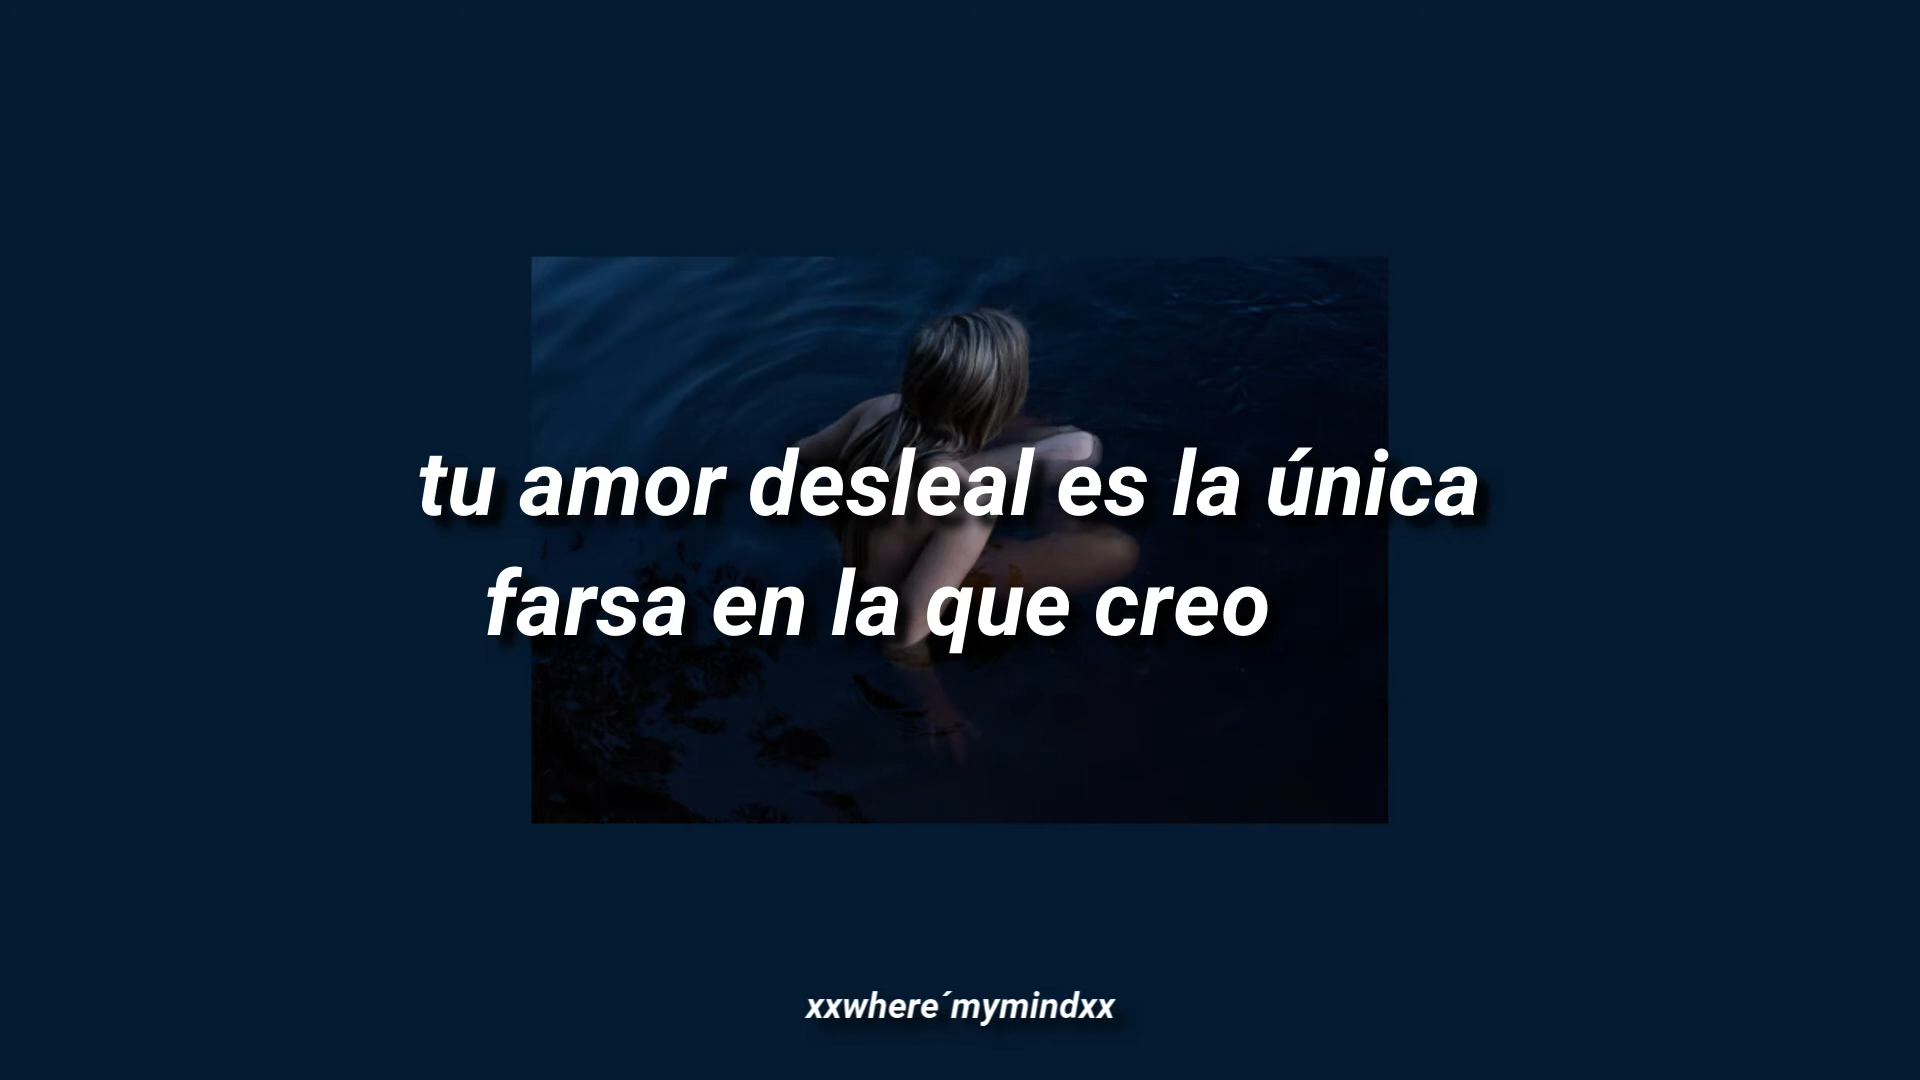 tu amor desleal es la única
farsa en la que creo
xxwhere´mymindxx